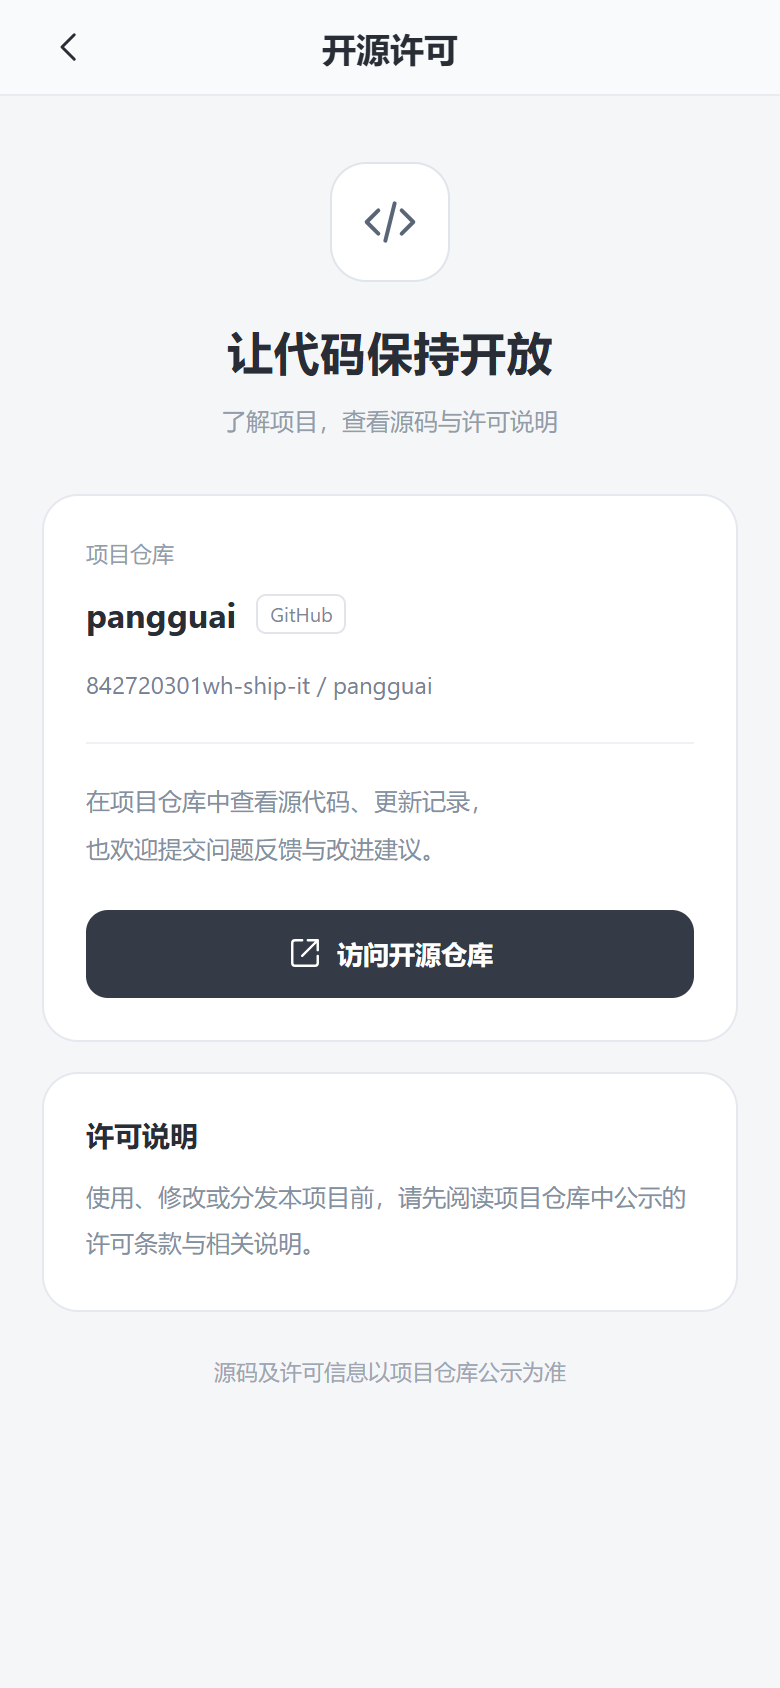 开源许可
</>
让代码保持开放
了解项目，查看源码与许可说明
项目仓库
pangguai GitHub
842720301wh-ship-it / pangguai
在项目仓库中查看源代码、更新记录，
也欢迎提交问题反馈与改进建议。
访问开源仓库
许可说明
使用、修改或分发本项目前，请先阅读项目仓库中公示的
许可条款与相关说明。
源码及许可信息以项目仓库公示为准